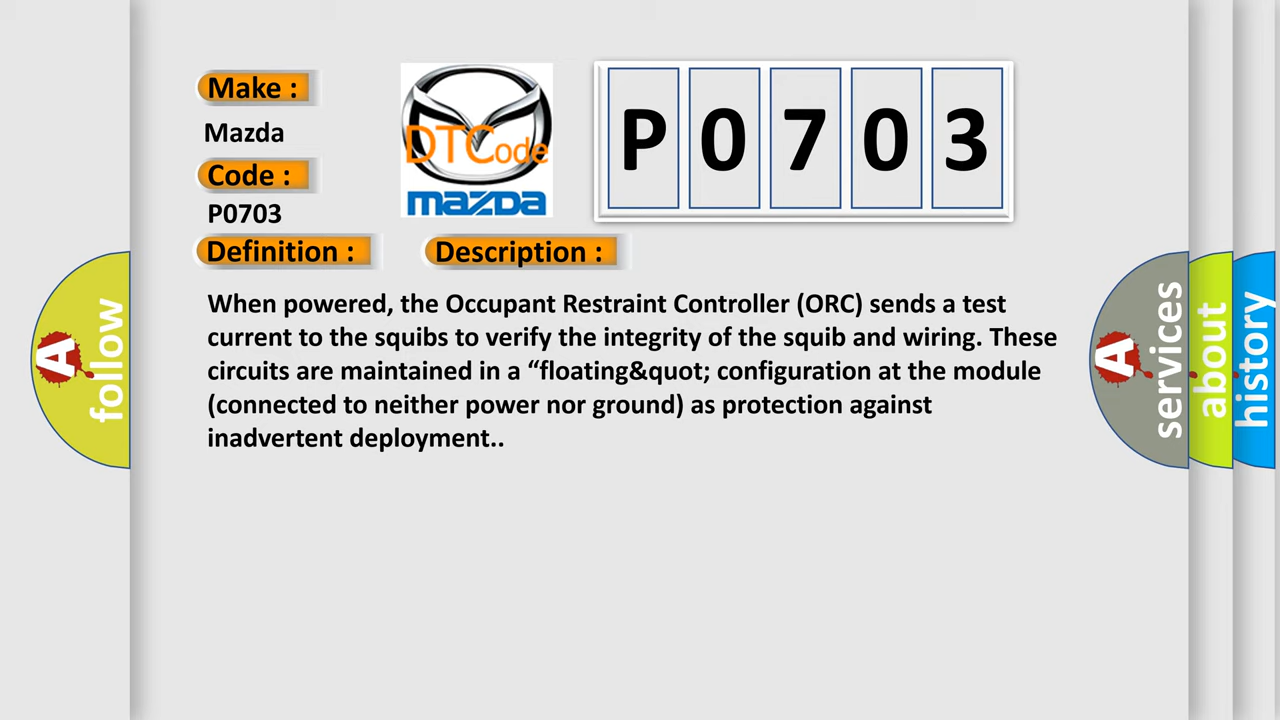 Make :
Mazda
Code :
P0703
Definition :
Description :
DTCode
mazDa
P 0 7 0 3
When powered, the Occupant Restraint Controller (ORC) sends a test
current to the squibs to verify the integrity of the squib and wiring. These
circuits are maintained in a “floating&quot; configuration at the module
(connected to neither power nor ground) as protection against
inadvertent deployment..
A follow
A services
about
history